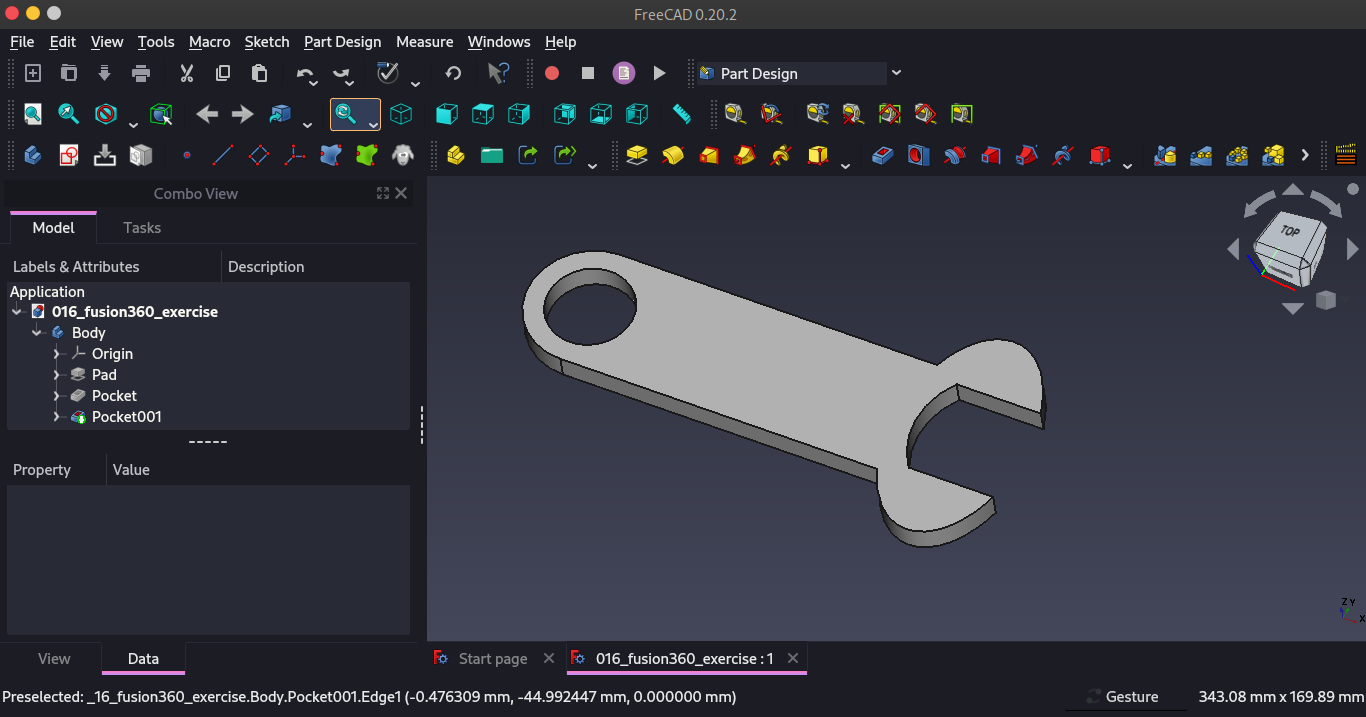 FreeCAD 0.20.2
File Edit View Tools Macro Sketch Part Design Measure Windows Help
Part Design
Combo View
Model Tasks
Labels & Attributes Description
Application
016_fusion360_exercise
Body
Origin
Pad
Pocket
Pocket001
Property Value
View Data
TOP
Z Y
X
Start page 016_fusion360_exercise : 1
Preselected: _16_fusion360_exercise.Body.Pocket001.Edge1 (-0.476309 mm, -44.992447 mm, 0.000000 mm) Gesture 343.08 mm x 169.89 mm